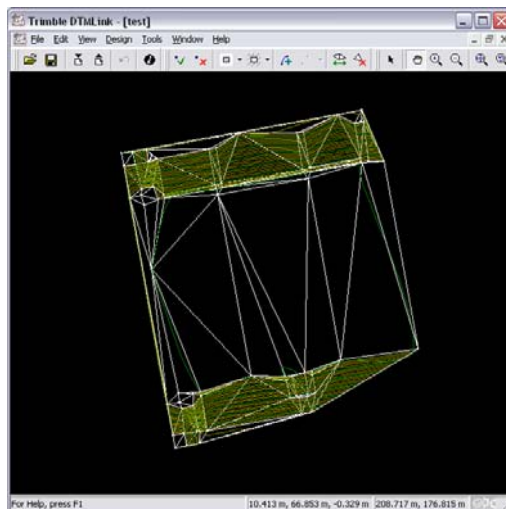 Trimble DTMLink - [test]
File Edit View Design Tools Window Help
For Help, press F1
10.413 m, 66.853 m, -0.329 m
208.717 m, 176.815 m